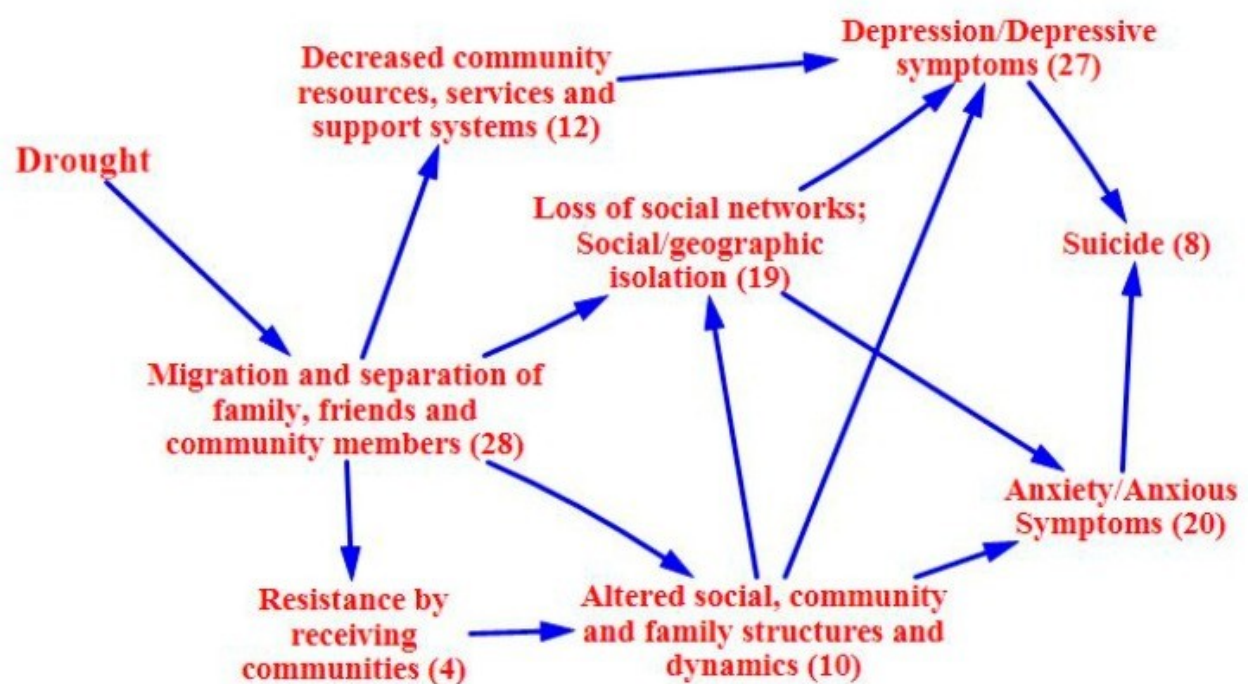 Decreased community
resources, services and
support systems (12)
Depression/Depressive
symptoms (27)
Drought
Loss of social networks;
Social/geographic
isolation (19)
Suicide (8)
Migration and separation of
family, friends and
community members (28)
Anxiety/Anxious
Symptoms (20)
Resistance by
receiving
communities (4)
Altered social, community
and family structures and
dynamics (10)